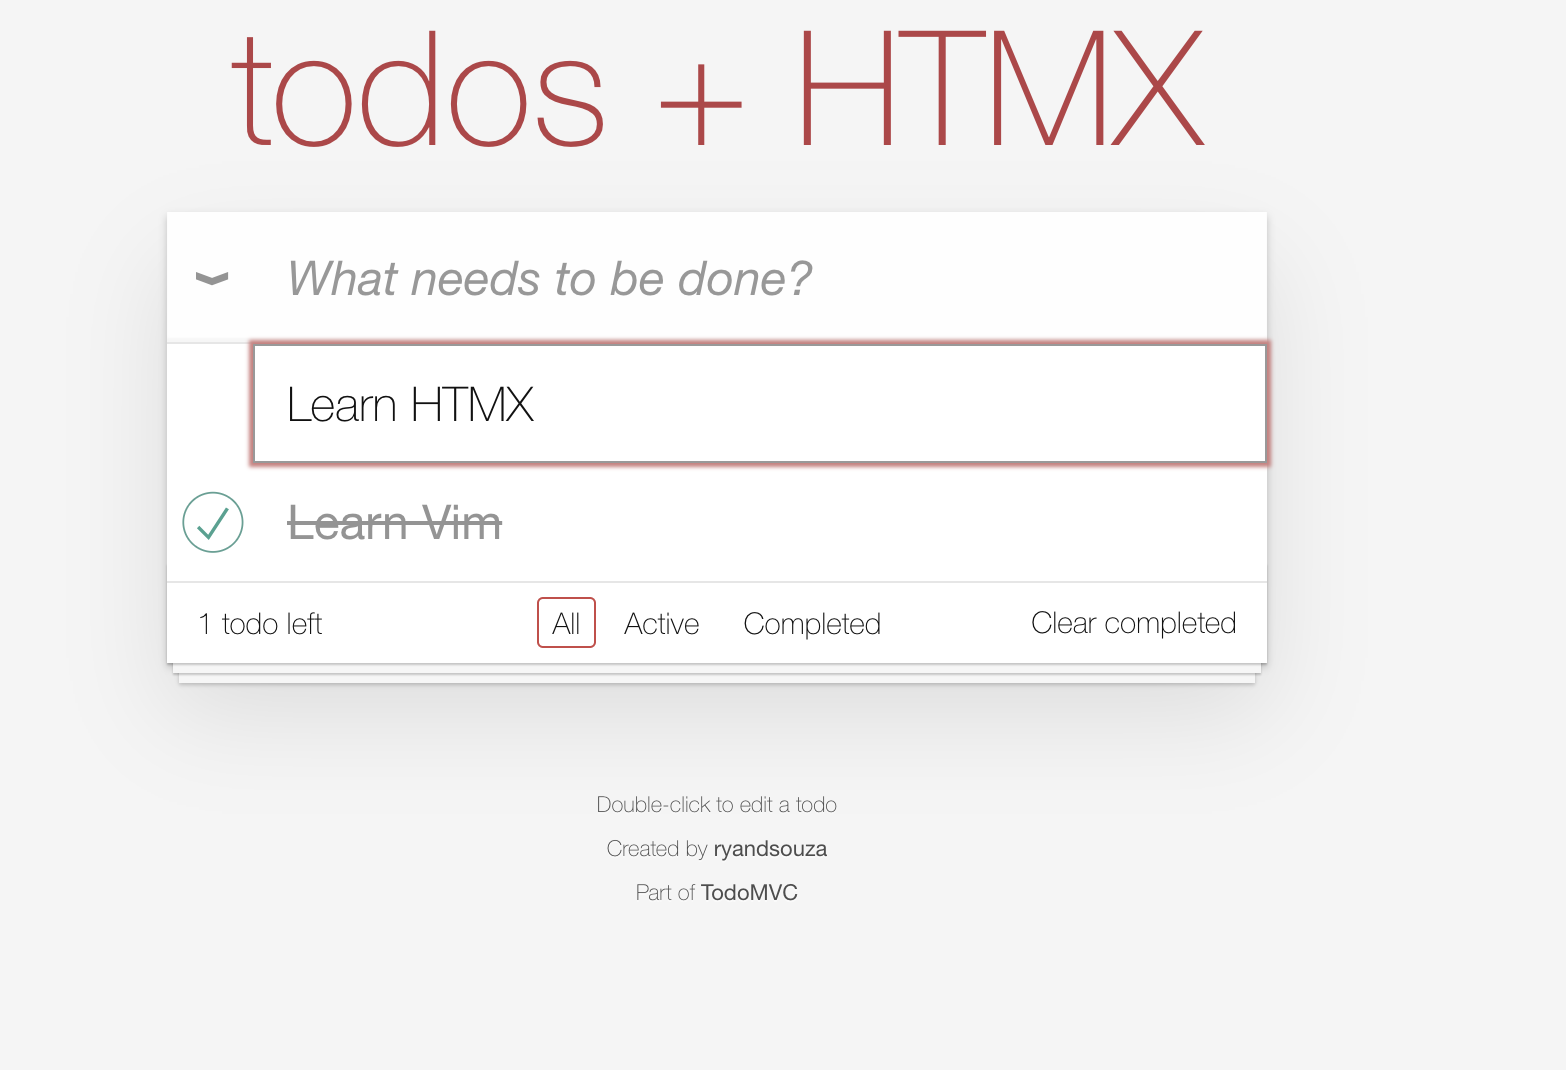 todos + HTMX
What needs to be done?
Learn HTMX
Learn Vim
1 todo left All Active Completed Clear completed
Double-click to edit a todo
Created by ryandsouza
Part of TodoMVC